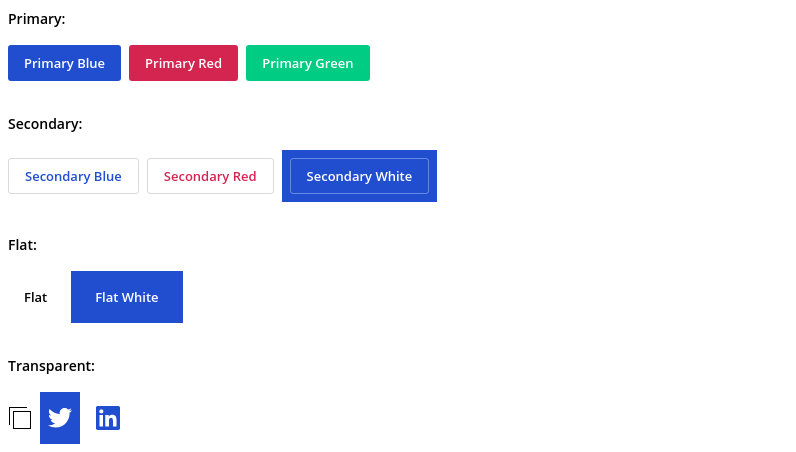 Primary:
Primary Blue Primary Red Primary Green
Secondary:
Secondary Blue Secondary Red Secondary White
Flat:
Flat Flat White
Transparent:
in